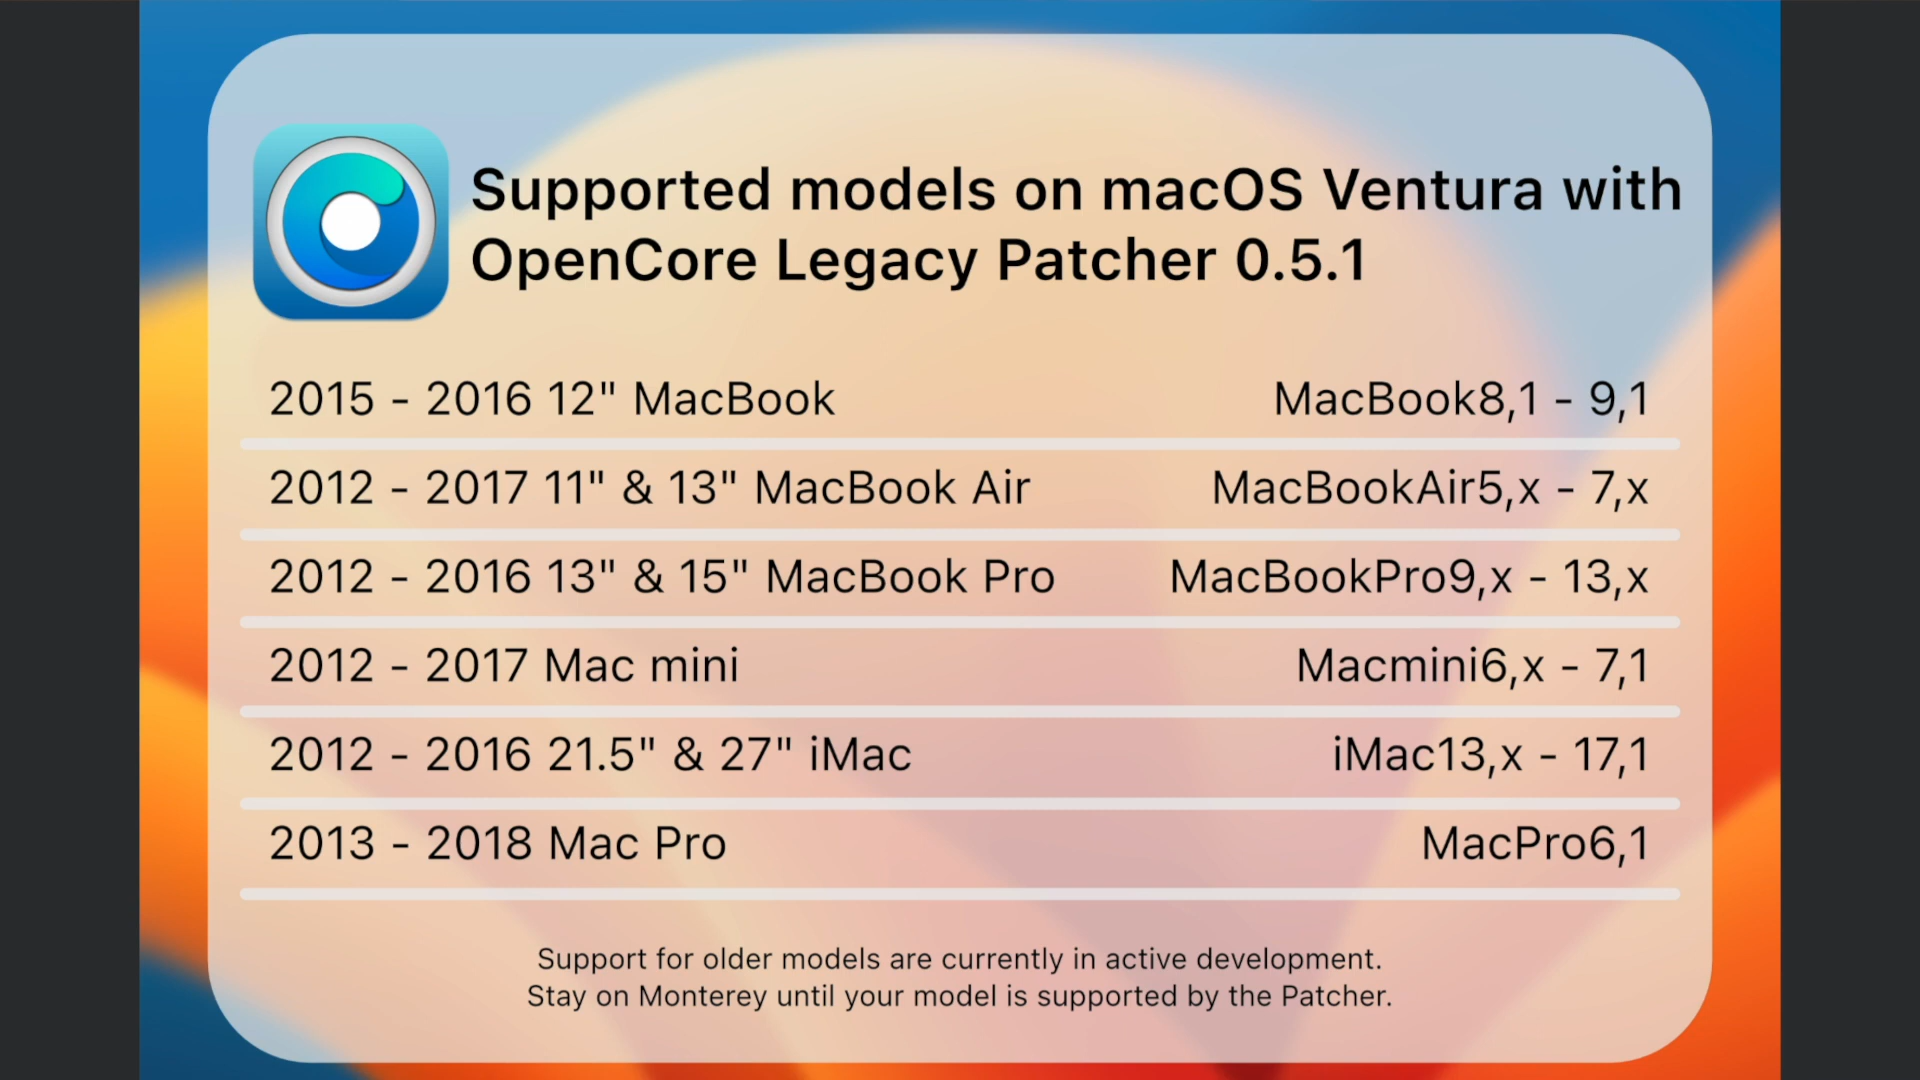 Supported models on macOS Ventura with
OpenCore Legacy Patcher 0.5.1
2015 - 2016 12" MacBook MacBook8,1 - 9,1
2012 - 2017 11" & 13" MacBook Air MacBookAir5,x - 7,x
2012 - 2016 13" & 15" MacBook Pro MacBookPro9,x - 13,x
2012 - 2017 Mac mini Macmini6,x - 7,1
2012 - 2016 21.5" & 27" iMac iMac13,x - 17,1
2013 - 2018 Mac Pro MacPro6,1
Support for older models are currently in active development.
Stay on Monterey until your model is supported by the Patcher.